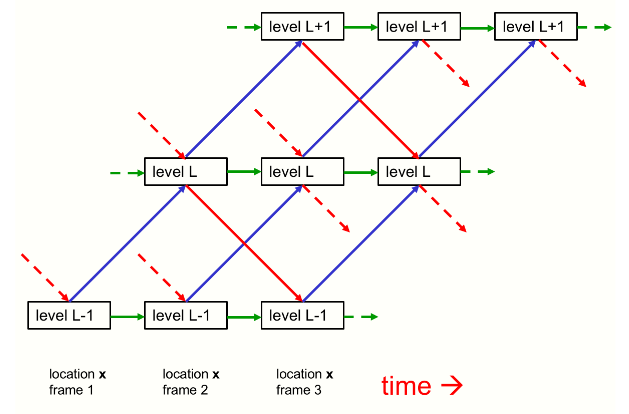 level L+1 level L+1 level L+1
level L level L level L
level L-1 level L-1 level L-1
location x location x location x
frame 1 frame 2 frame 3
time →